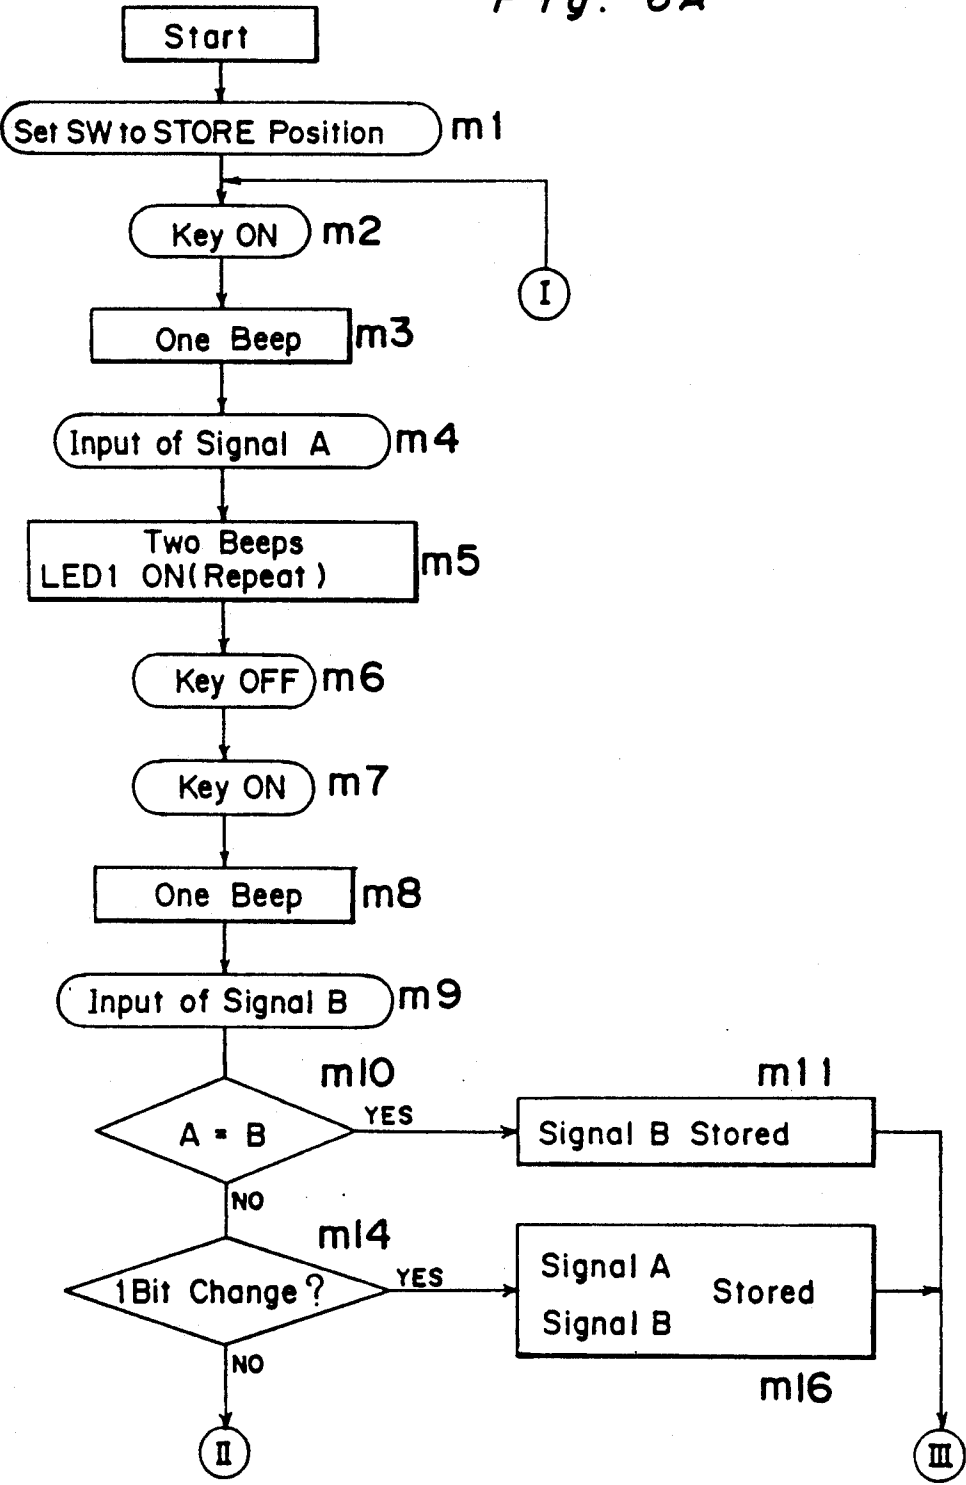 Start
Set SW to STORE Position m1
Key ON m2
I
One Beep m3
Input of Signal A m4
Two Beeps
LED1 ON(Repeat) m5
Key OFF m6
Key ON m7
One Beep m8
Input of Signal B m9
m10
A = B
YES
m11
Signal B Stored
NO
m14
1Bit Change?
YES
Signal A
Signal B
Stored
m16
NO
II
III